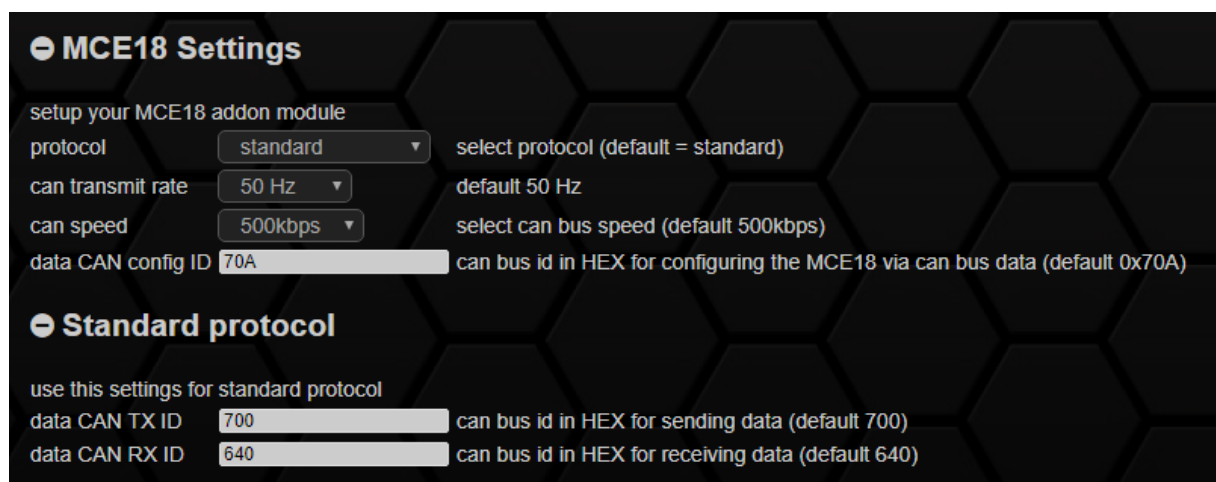 MCE18 Settings
setup your MCE18 addon module
protocol standard select protocol (default = standard)
can transmit rate 50 Hz default 50 Hz
can speed 500kbps select can bus speed (default 500kbps)
data CAN config ID 70A can bus id in HEX for configuring the MCE18 via can bus data (default 0x70A)
Standard protocol
use this settings for standard protocol
data CAN TX ID 700 can bus id in HEX for sending data (default 700)
data CAN RX ID 640 can bus id in HEX for receiving data (default 640)